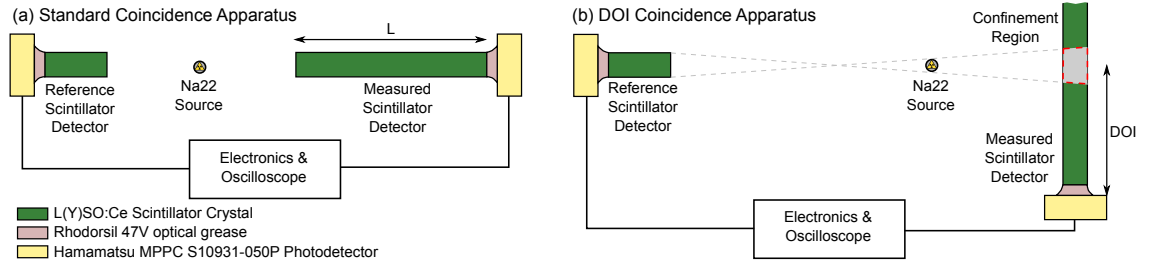 (a) Standard Coincidence Apparatus
L
Reference
Scintillator
Detector
Na22
Source
Measured
Scintillator
Detector
Electronics &
Oscilloscope
L(Y)SO:Ce Scintillator Crystal
Rhodorsil 47V optical grease
Hamamatsu MPPC S10931-050P Photodetector
(b) DOI Coincidence Apparatus
Confinement
Region
Reference
Scintillator
Detector
Na22
Source
DOI
Measured
Scintillator
Detector
Electronics &
Oscilloscope